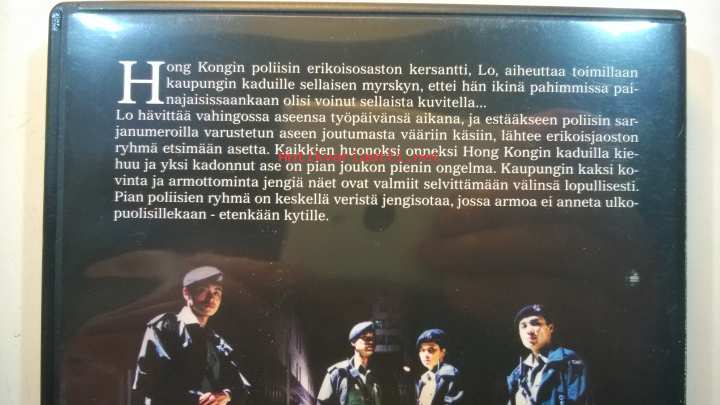 Hong Kongin poliisin erikoisosaston kersantti, Lo, aiheuttaa toimillaan
kaupungin kaduille sellaisen myrskyn, ettei hän ikinä pahimmissa pai-
najaisissaankaan olisi voinut sellaista kuvitella...
Lo hävittää vahingossa aseensa työpäivänsä aikana, ja estääkseen poliisin sar-
janumeroilla varustetun aseen joutumasta vääriin käsiin, lähtee erikoisjaoston
ryhmä etsimään asetta. Kaikkien huonoksi onneksi Hong Kongin kaduilla kie-
huu ja yksi kadonnut ase on pian joukon pienin ongelma. Kaupungin kaksi ko-
vinta ja armottominta jengiä näet ovat valmiit selvittämään välinsä lopullisesti.
Pian poliisien ryhmä on keskellä veristä jengisotaa, jossa armoa ei anneta ulko-
puolisillekaan - etenkään kytille.